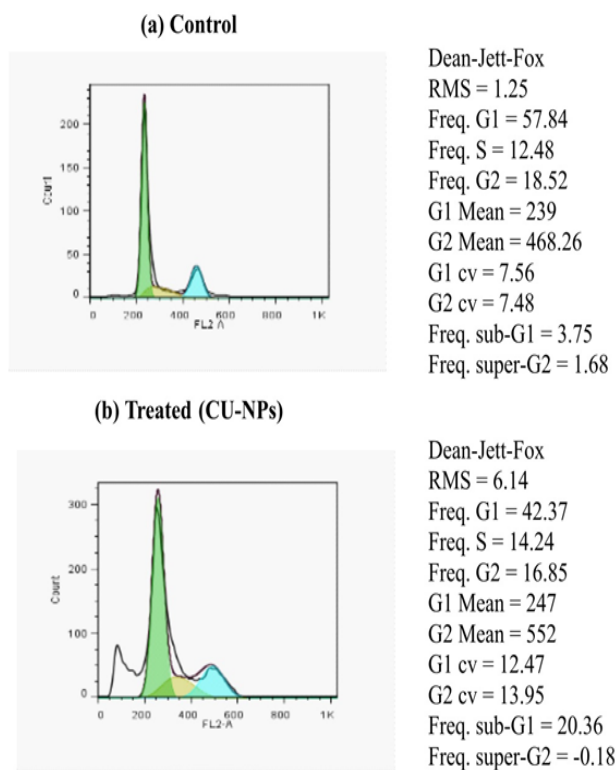 (a) Control
200
150
100
50
0
Count
0 200 400 600 800 1K
FL2 A
Dean-Jett-Fox
RMS = 1.25
Freq. G1 = 57.84
Freq. S = 12.48
Freq. G2 = 18.52
G1 Mean = 239
G2 Mean = 468.26
G1 cv = 7.56
G2 cv = 7.48
Freq. sub-G1 = 3.75
Freq. super-G2 = 1.68
(b) Treated (CU-NPs)
300
200
100
0
Count
0 200 400 600 800 1K
FL2-A
Dean-Jett-Fox
RMS = 6.14
Freq. G1 = 42.37
Freq. S = 14.24
Freq. G2 = 16.85
G1 Mean = 247
G2 Mean = 552
G1 cv = 12.47
G2 cv = 13.95
Freq. sub-G1 = 20.36
Freq. super-G2 = -0.18